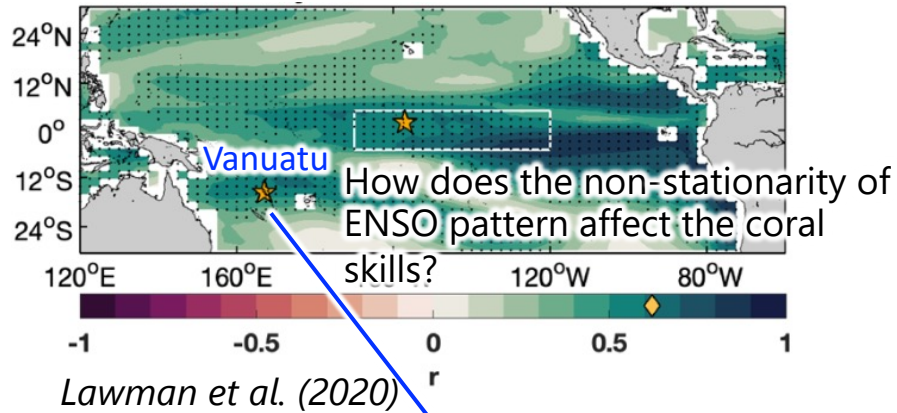 24°N
12°N
0°
12°S
24°S
Vanuatu
How does the non-stationarity of
ENSO pattern affect the coral
skills?
120°E 160°E 120°W 80°W
-1 -0.5 0 0.5 1
r
Lawman et al. (2020)